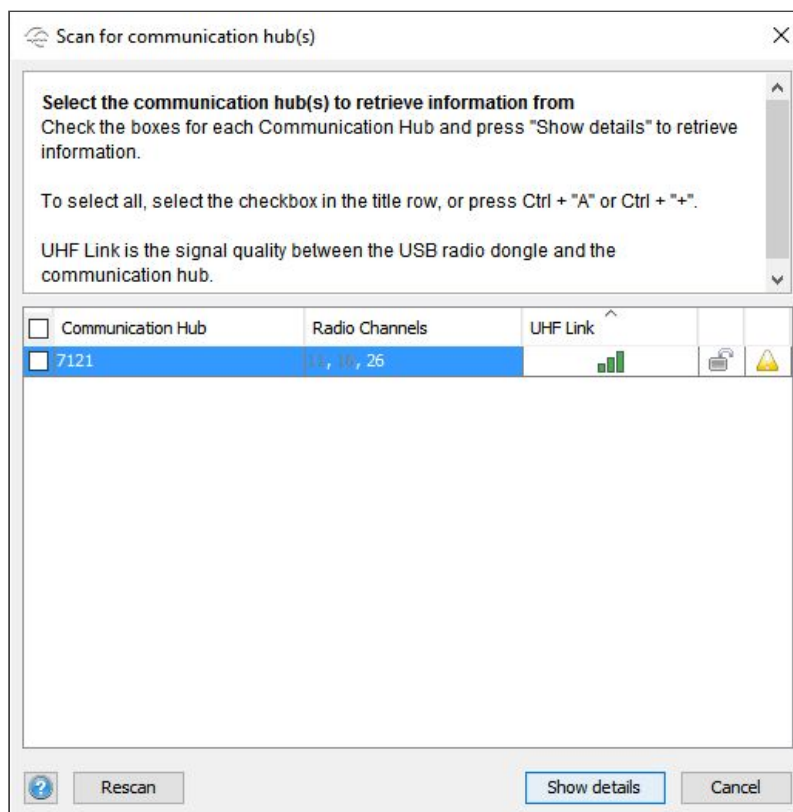 Scan for communication hub(s)
Select the communication hub(s) to retrieve information from
Check the boxes for each Communication Hub and press "Show details" to retrieve
information.
To select all, select the checkbox in the title row, or press Ctrl + "A" or Ctrl + "+".
UHF Link is the signal quality between the USB radio dongle and the
communication hub.
Communication Hub Radio Channels UHF Link
7121 , , 26
? Rescan Show details Cancel